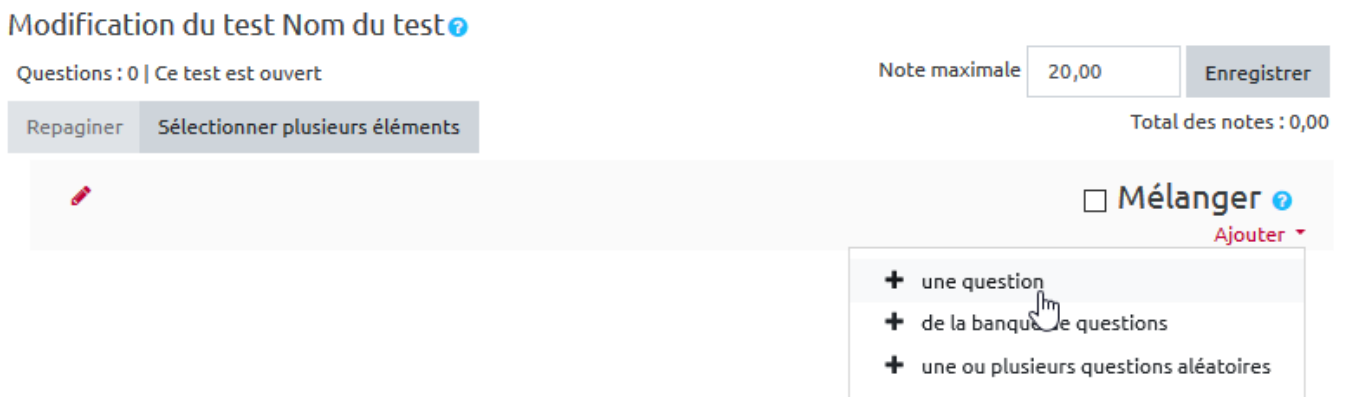 Modification du test Nom du test
Questions : 0 | Ce test est ouvert
Note maximale 20,00 Enregistrer
Repaginer Sélectionner plusieurs éléments
Total des notes : 0,00
Mélanger
Ajouter
une question
de la banque de questions
une ou plusieurs questions aléatoires